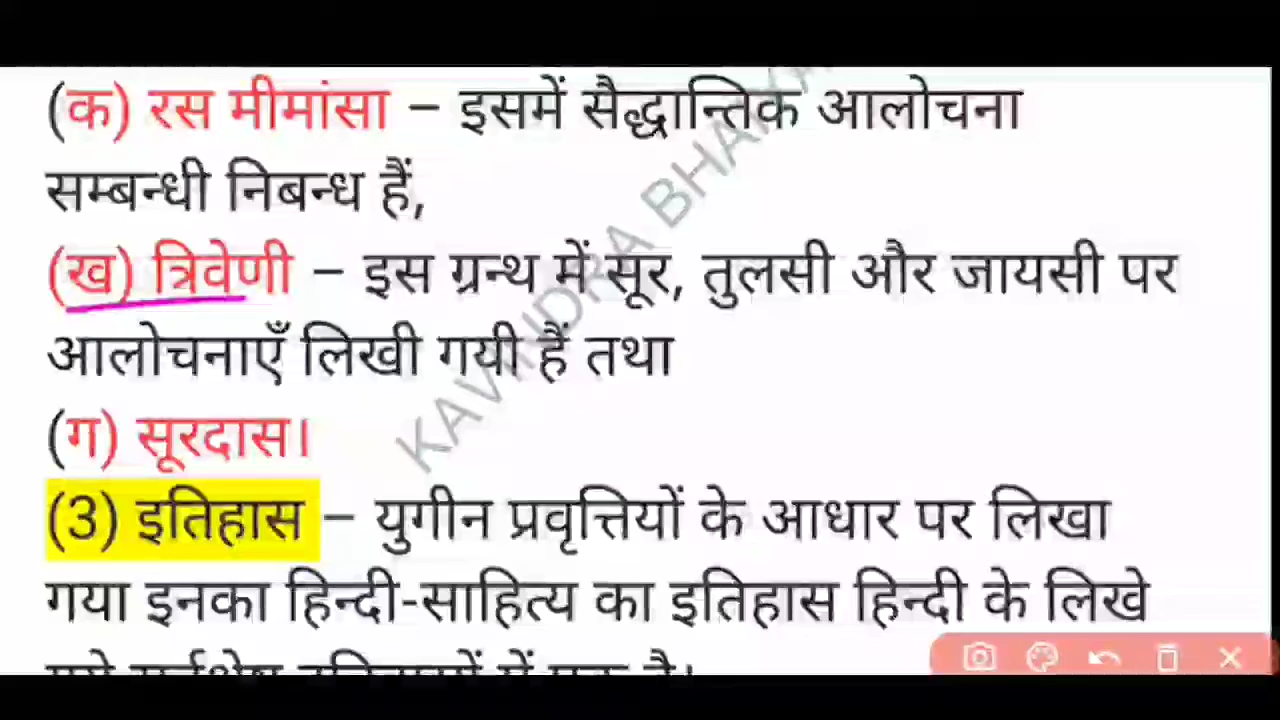 (क) रस मीमांसा – इसमें सैद्धान्तिक आलोचना
सम्बन्धी निबन्ध हैं,
(ख) त्रिवेणी – इस ग्रन्थ में सूर, तुलसी और जायसी पर
आलोचनाएँ लिखी गयी हैं तथा
(ग) सूरदास।
(3) इतिहास – युगीन प्रवृत्तियों के आधार पर लिखा
गया इनका हिन्दी-साहित्य का इतिहास हिन्दी के लिखे
KAVINDRA